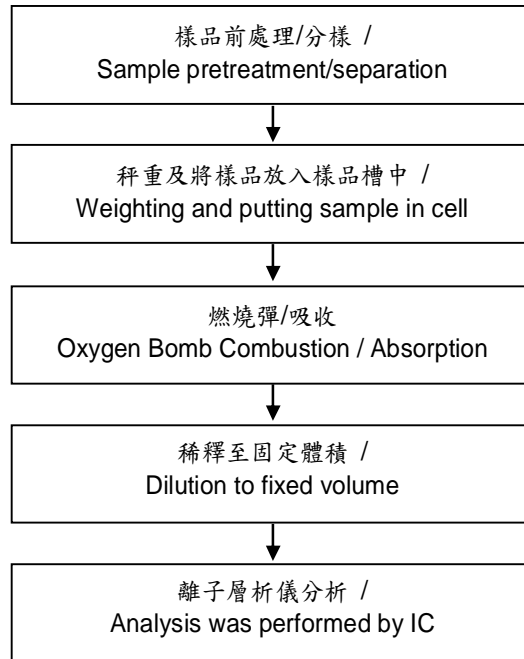 樣品前處理/分樣 /
Sample pretreatment/separation
秤重及將樣品放入樣品槽中 /
Weighting and putting sample in cell
燃燒彈/吸收
Oxygen Bomb Combustion / Absorption
稀釋至固定體積 /
Dilution to fixed volume
離子層析儀分析 /
Analysis was performed by IC